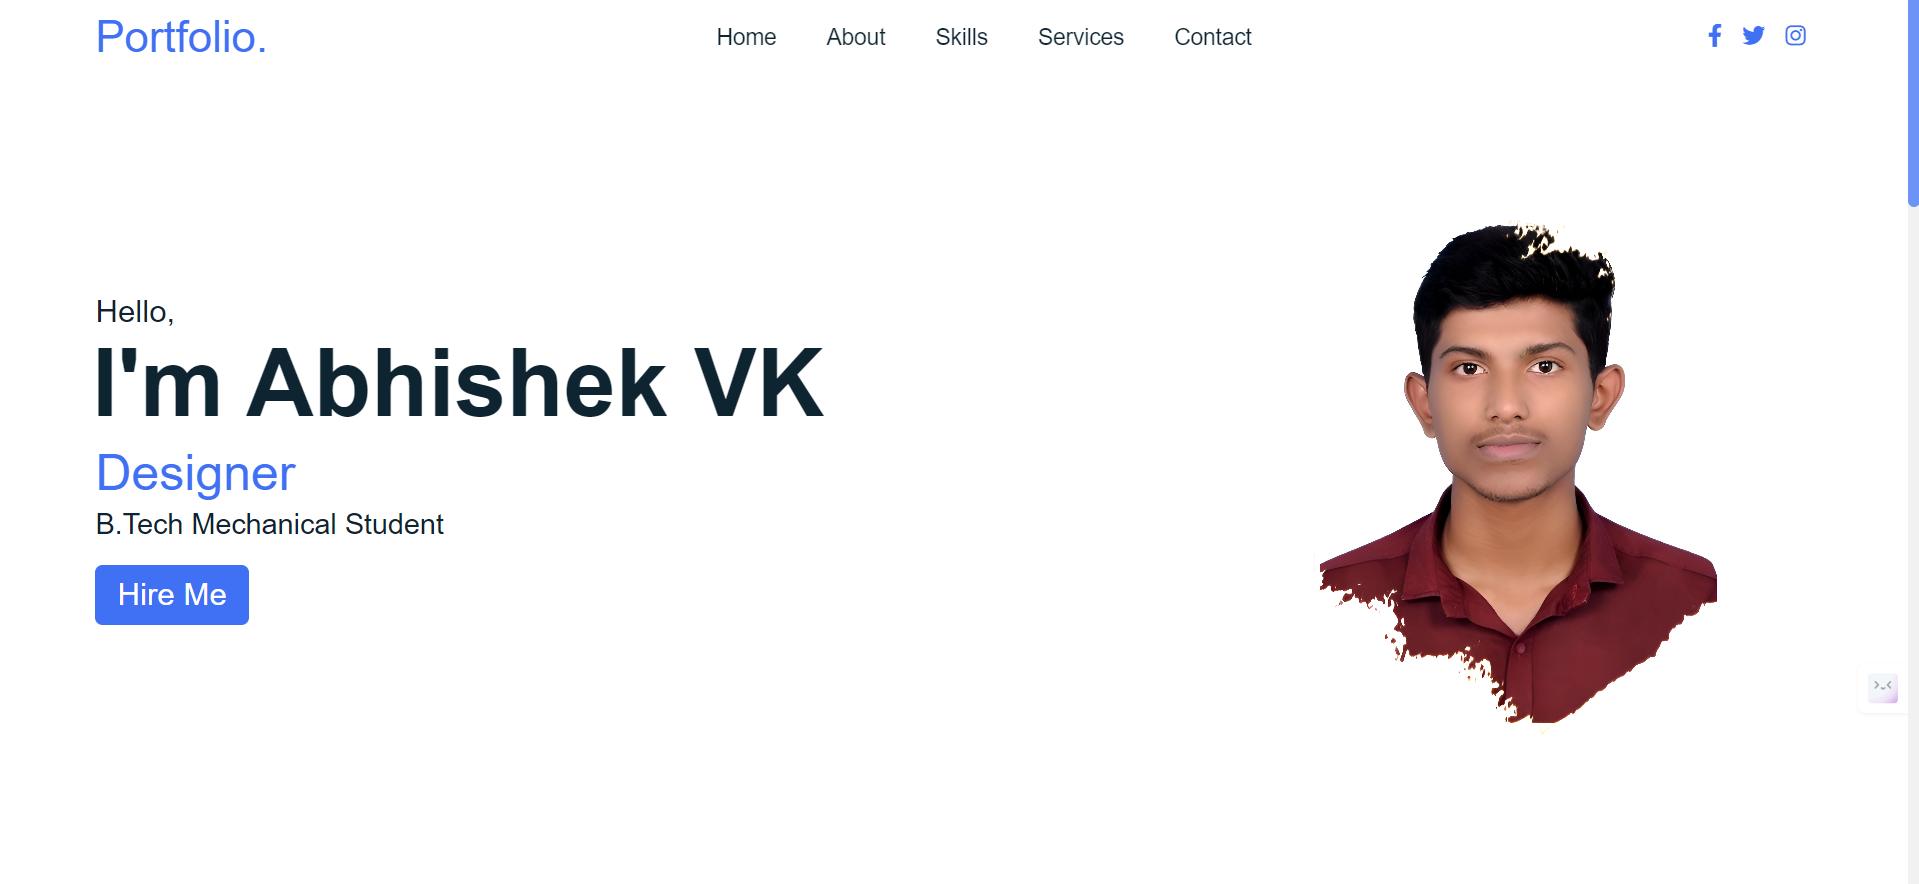 Portfolio.
Home About Skills Services Contact
Hello,
I'm Abhishek VK
Designer
B.Tech Mechanical Student
Hire Me